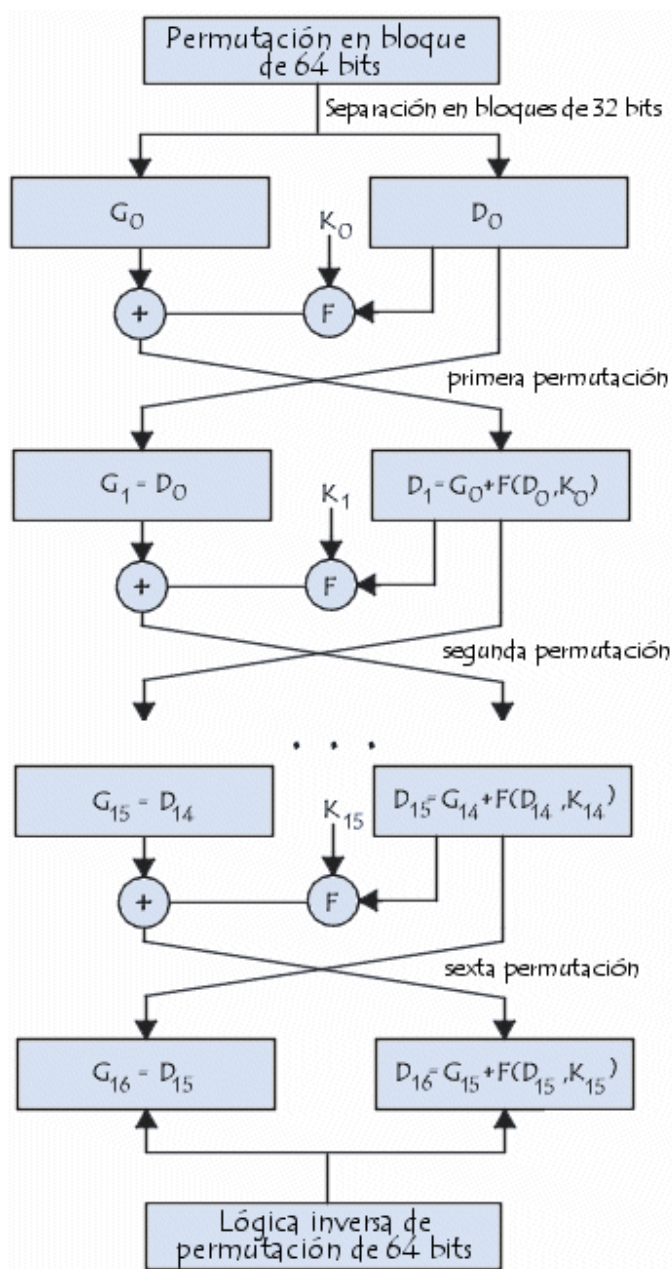 Permutación en bloque
de 64 bits
Separación en bloques de 32 bits
G₀
K₀
D₀
+
F
primera permutación
G₁ = D₀
K₁
D₁=G₀+F(D₀,K₀)
+
F
segunda permutación
. . .
G₁₅ = D₁₄
K₁₅
D₁₅=G₁₄+F(D₁₄,K₁₄)
+
F
sexta permutación
G₁₆ = D₁₅
D₁₆=G₁₅+F(D₁₅,K₁₅)
Lógica inversa de
permutación de 64 bits